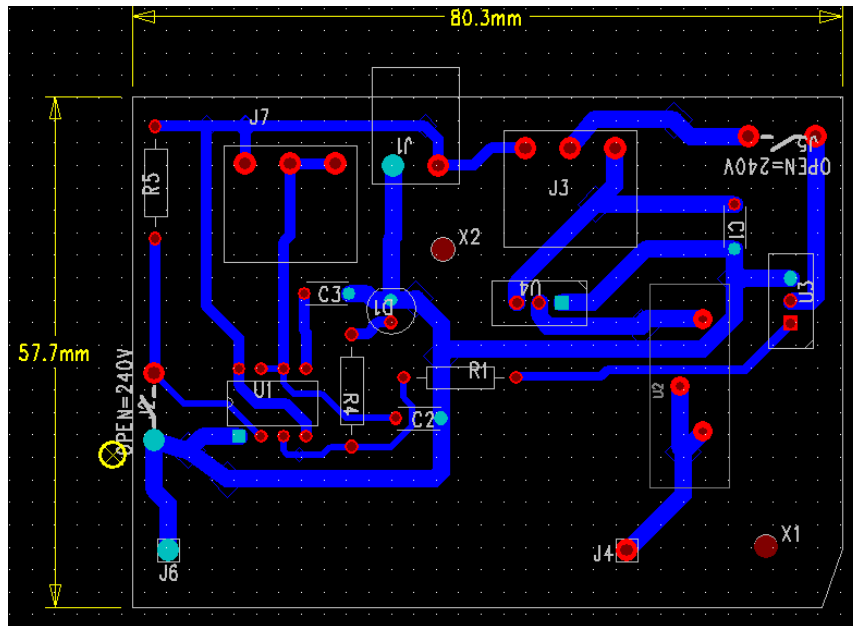 80.3mm
J7
J1
J5
OPEN=240V
R5
J3
C1
X2
U3
C3
D1
U4
57.7mm
OPEN=240V
J2
U1
R4
R1
C2
U2
X1
J6
J4